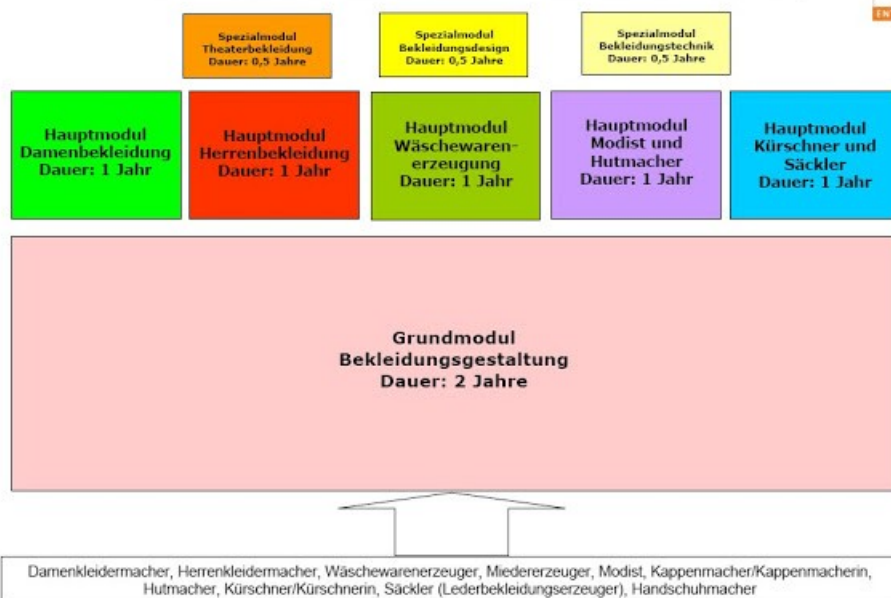 EN
Spezialmodul
Theaterbekleidung
Dauer: 0,5 Jahre
Spezialmodul
Bekleidungsdesign
Dauer: 0,5 Jahre
Spezialmodul
Bekleidungstechnik
Dauer: 0,5 Jahre
Hauptmodul
Damenbekleidung
Dauer: 1 Jahr
Hauptmodul
Herrenbekleidung
Dauer: 1 Jahr
Hauptmodul
Wäschewaren-
erzeugung
Dauer: 1 Jahr
Hauptmodul
Modist und
Hutmacher
Dauer: 1 Jahr
Hauptmodul
Kürschner und
Säckler
Dauer: 1 Jahr
Grundmodul
Bekleidungsgestaltung
Dauer: 2 Jahre
Damenkleidermacher, Herrenkleidermacher, Wäschewarenerzeuger, Miedererzeuger, Modist, Kappenmacher/Kappenmacherin,
Hutmacher, Kürschner/Kürschnerin, Säckler (Lederbekleidungserzeuger), Handschuhmacher